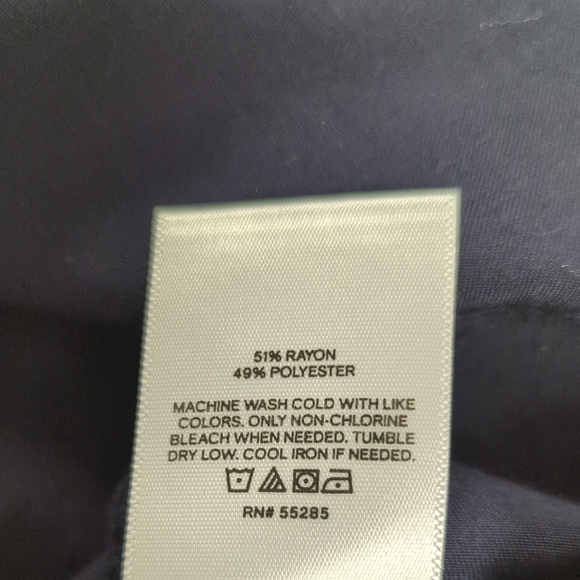 51% RAYON
49% POLYESTER
MACHINE WASH COLD WITH LIKE
COLORS. ONLY NON-CHLORINE
BLEACH WHEN NEEDED. TUMBLE
DRY LOW. COOL IRON IF NEEDED.
RN# 55285